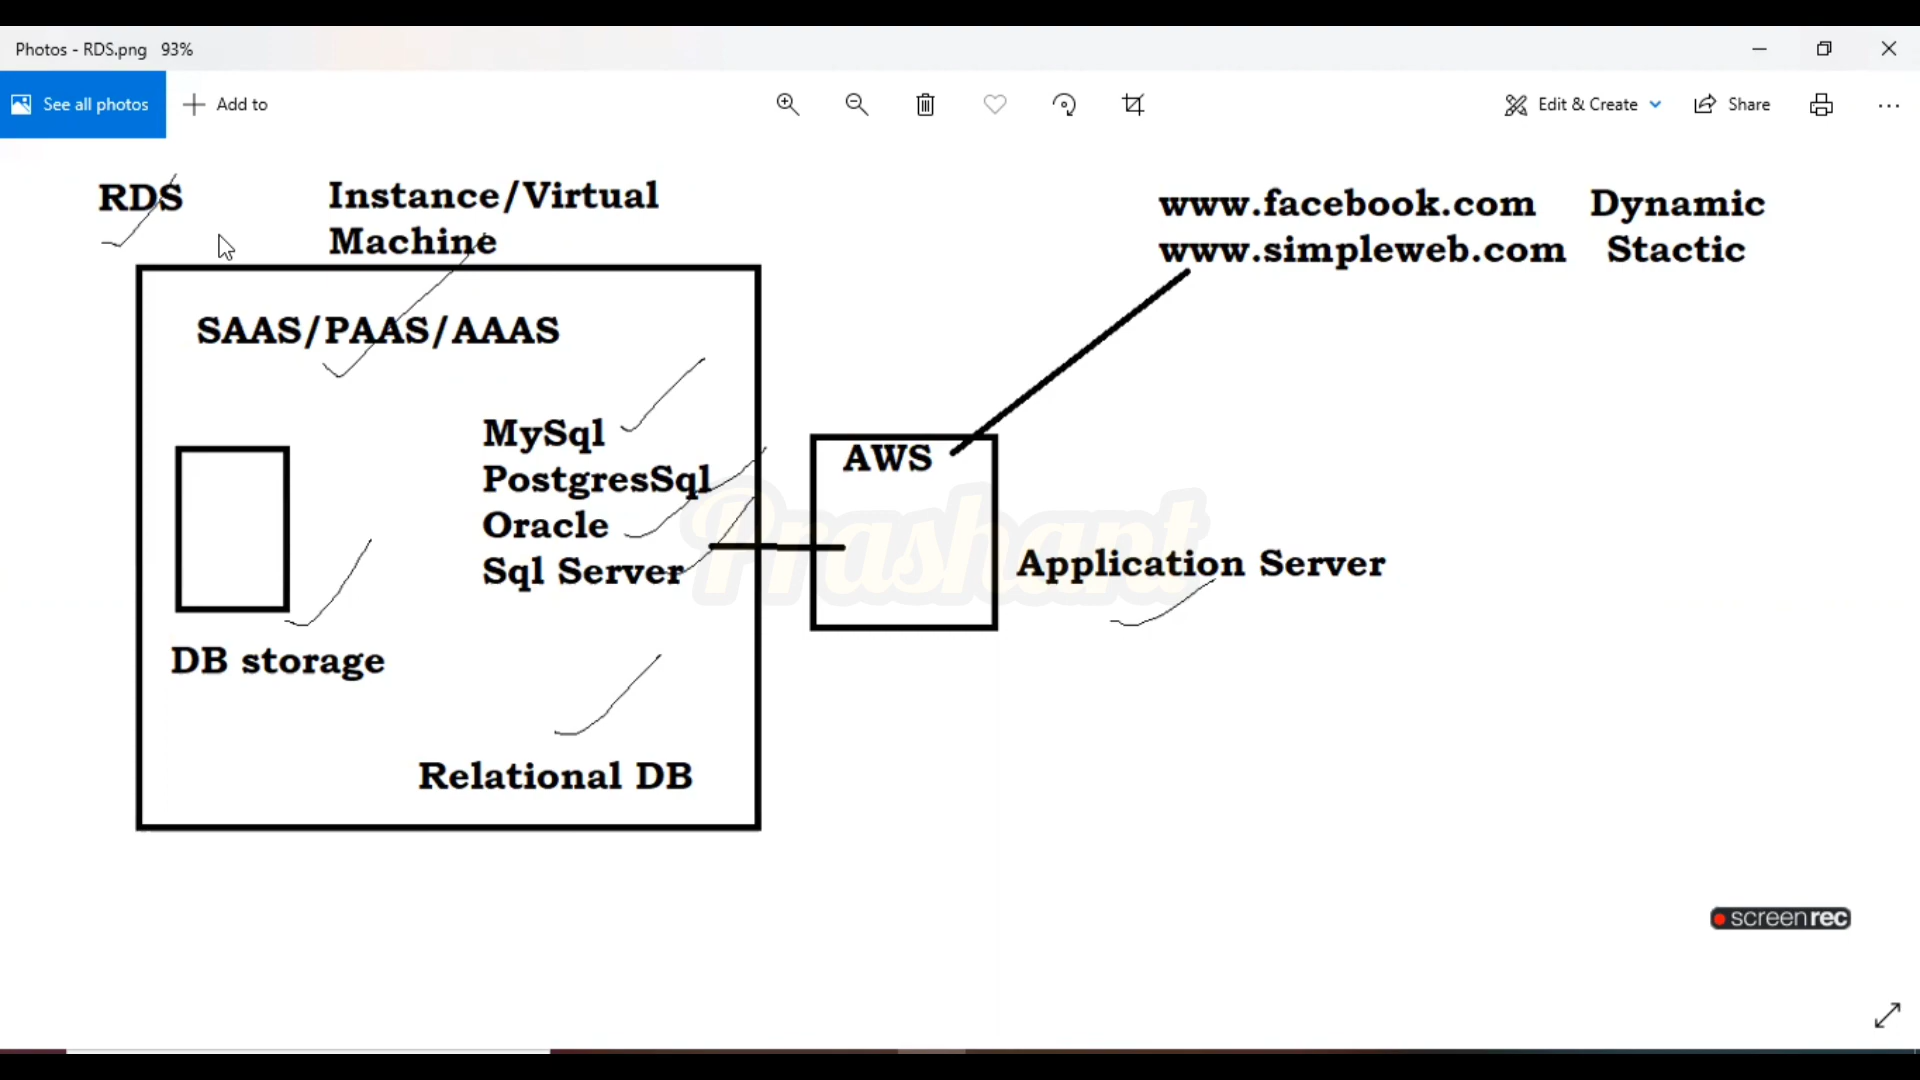 Photos - RDS.png 93%
See all photos
Add to
Edit & Create
Share
RDS
Instance/Virtual
Machine
www.facebook.com Dynamic
www.simpleweb.com Stactic
SAAS/PAAS/AAAS
MySql
PostgresSql
Oracle
Sql Server
AWS
Prashant
Application Server
DB storage
Relational DB
screenrec